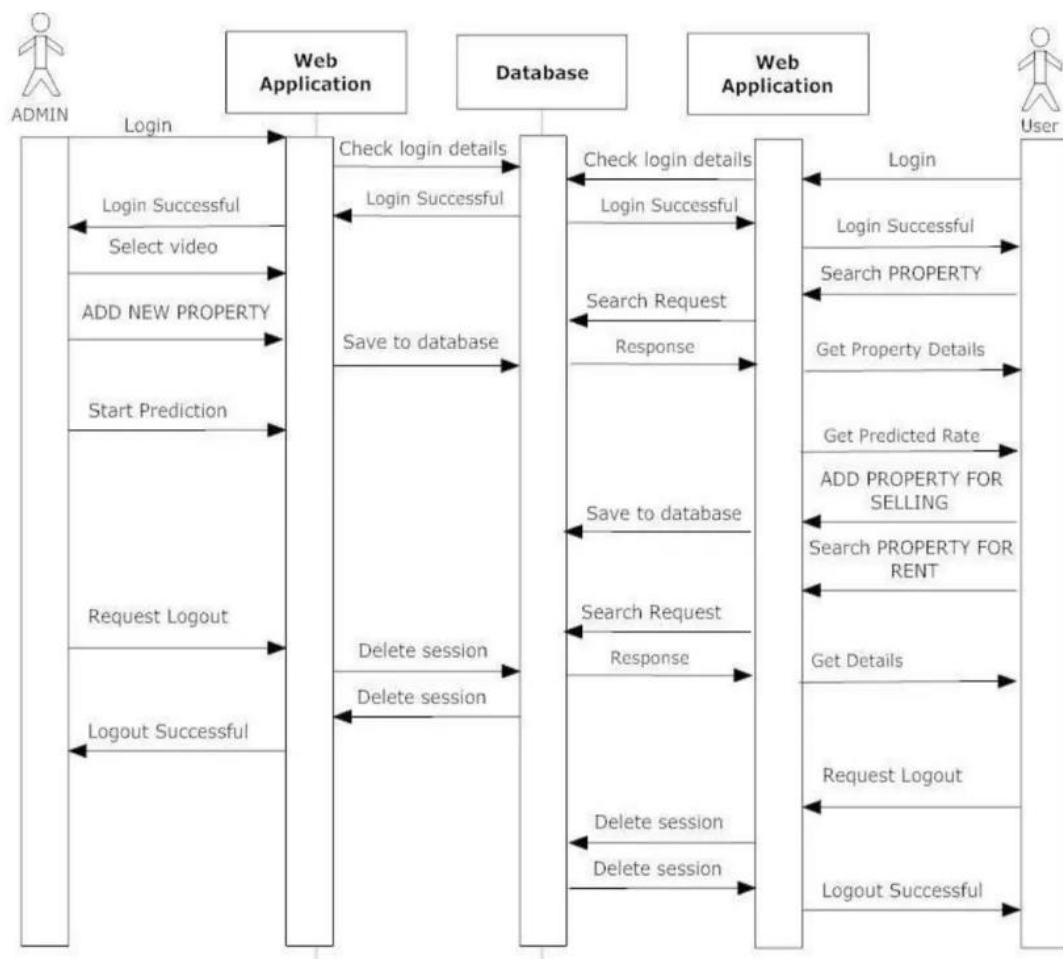 Web
Application
Database
Web
Application
ADMIN
User
Login
Check login details
Check login details
Login
Login Successful
Login Successful
Login Successful
Login Successful
Select video
Search PROPERTY
ADD NEW PROPERTY
Search Request
Save to database
Response
Get Property Details
Start Prediction
Get Predicted Rate
ADD PROPERTY FOR
SELLING
Save to database
Search PROPERTY FOR
RENT
Request Logout
Search Request
Delete session
Response
Get Details
Delete session
Logout Successful
Request Logout
Delete session
Delete session
Logout Successful